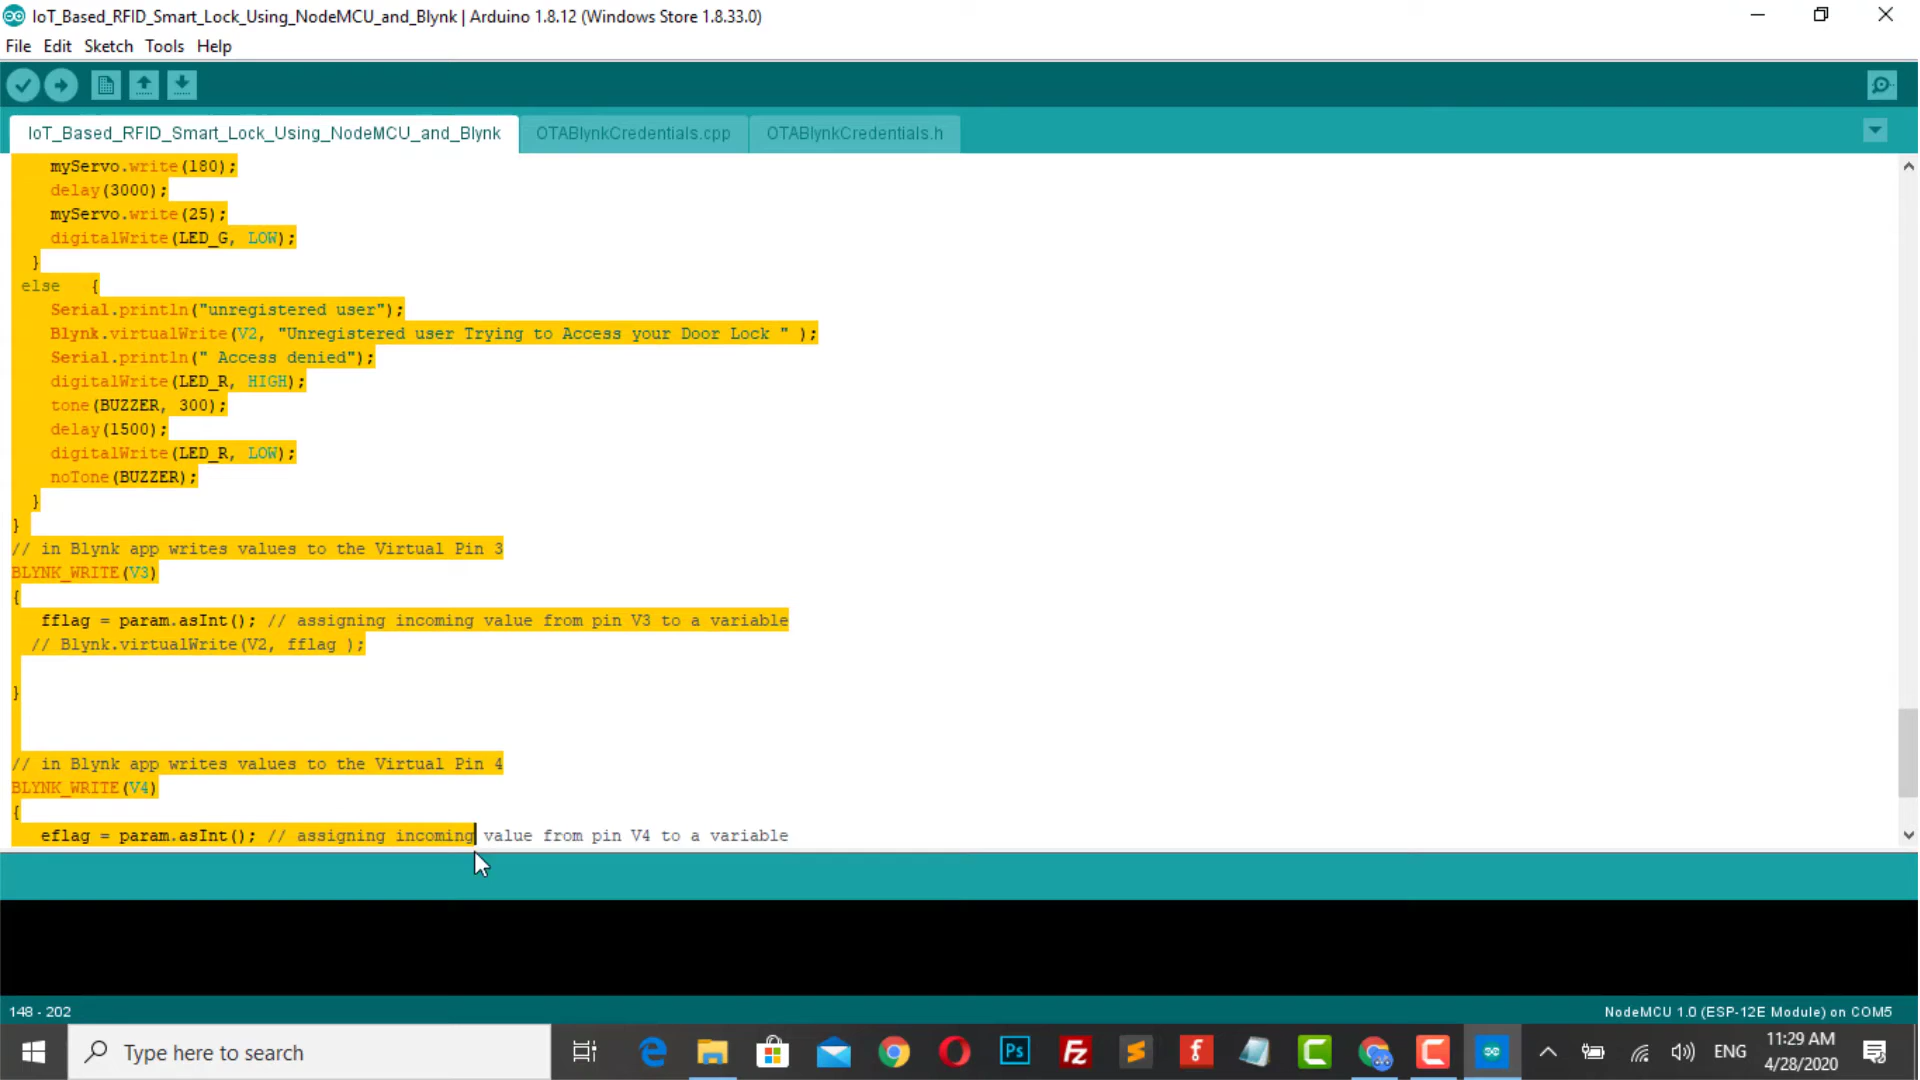 IoT_Based_RFID_Smart_Lock_Using_NodeMCU_and_Blynk | Arduino 1.8.12 (Windows Store 1.8.33.0)
File Edit Sketch Tools Help
IoT_Based_RFID_Smart_Lock_Using_NodeMCU_and_Blynk OTABlynkCredentials.cpp OTABlynkCredentials.h
myServo.write(180);
delay(3000);
myServo.write(25);
digitalWrite(LED_G, LOW);
}
else {
Serial.println("unregistered user");
Blynk.virtualWrite(V2, "Unregistered user Trying to Access your Door Lock " );
Serial.println(" Access denied");
digitalWrite(LED_R, HIGH);
tone(BUZZER, 300);
delay(1500);
digitalWrite(LED_R, LOW);
noTone(BUZZER);
}
}
// in Blynk app writes values to the Virtual Pin 3
BLYNK_WRITE(V3)
{
fflag = param.asInt(); // assigning incoming value from pin V3 to a variable
// Blynk.virtualWrite(V2, fflag );
}
// in Blynk app writes values to the Virtual Pin 4
BLYNK_WRITE(V4)
{
eflag = param.asInt(); // assigning incoming value from pin V4 to a variable
148 - 202
NodeMCU 1.0 (ESP-12E Module) on COM5
Type here to search
Ps
Fz
ENG
11:29 AM
4/28/2020